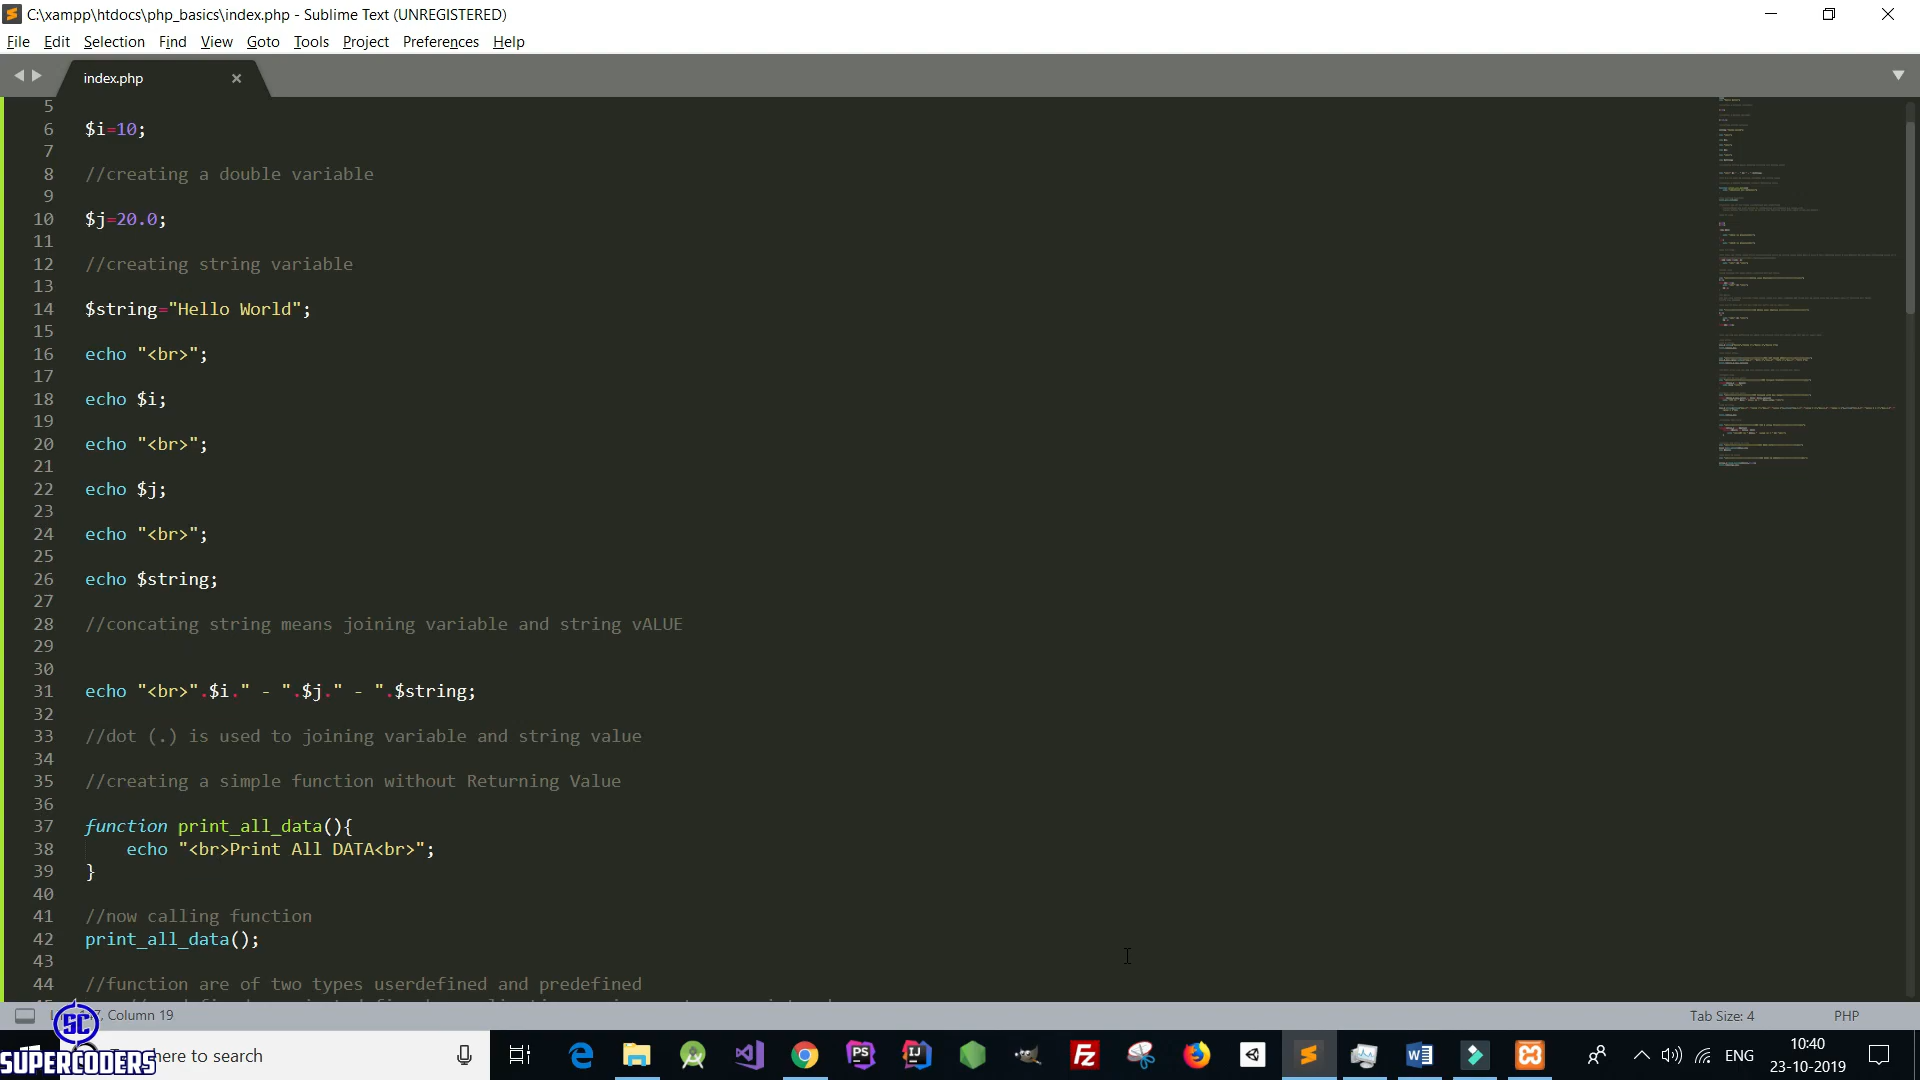 C:\xampp\htdocs\php_basics\index.php - Sublime Text (UNREGISTERED)
File Edit Selection Find View Goto Tools Project Preferences Help
index.php
5
6 $i=10;
7
8 //creating a double variable
9
10 $j=20.0;
11
12 //creating string variable
13
14 $string="Hello World";
15
16 echo "<br>";
17
18 echo $i;
19
20 echo "<br>";
21
22 echo $j;
23
24 echo "<br>";
25
26 echo $string;
27
28 //concating string means joining variable and string vALUE
29
30
31 echo "<br>".$i." - ".$j." - ".$string;
32
33 //dot (.) is used to joining variable and string value
34
35 //creating a simple function without Returning Value
36
37 function print_all_data(){
38 echo "<br>Print All DATA<br>";
39 }
40
41 //now calling function
42 print_all_data();
43
44 //function are of two types userdefined and predefined
Column 19 Tab Size: 4 PHP
SC
SUPERCODERS
here to search
ENG
10:40
23-10-2019